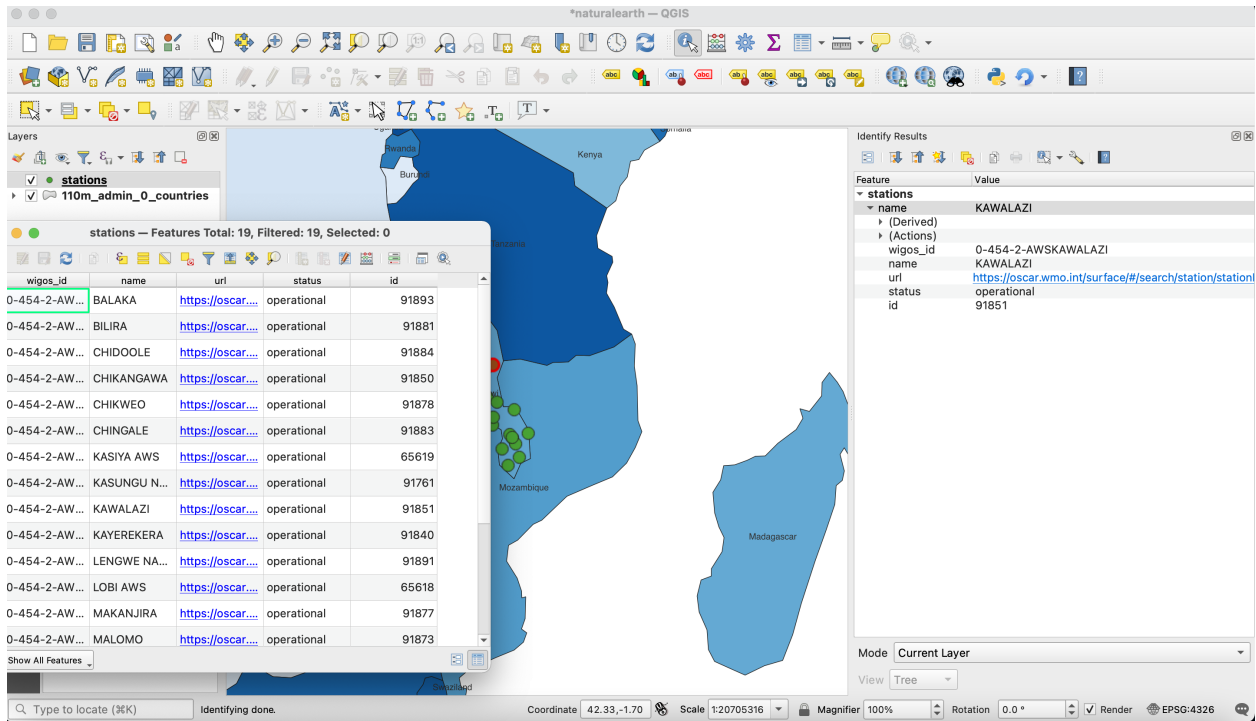 *naturalearth — QGIS
Layers
stations
110m_admin_0_countries
Rwanda
Burundi
Kenya
Tanzania
Mozambique
Madagascar
Swaziland
stations — Features Total: 19, Filtered: 19, Selected: 0
wigos_id name url status id
0-454-2-AW... BALAKA https://oscar.... operational 91893
0-454-2-AW... BILIRA https://oscar.... operational 91881
0-454-2-AW... CHIDOOLE https://oscar.... operational 91884
0-454-2-AW... CHIKANGAWA https://oscar.... operational 91850
0-454-2-AW... CHIKWEO https://oscar.... operational 91878
0-454-2-AW... CHINGALE https://oscar.... operational 91883
0-454-2-AW... KASIYA AWS https://oscar.... operational 65619
0-454-2-AW... KASUNGU N... https://oscar.... operational 91761
0-454-2-AW... KAWALAZI https://oscar.... operational 91851
0-454-2-AW... KAYEREKERA https://oscar.... operational 91840
0-454-2-AW... LENGWE NA... https://oscar.... operational 91891
0-454-2-AW... LOBI AWS https://oscar.... operational 65618
0-454-2-AW... MAKANJIRA https://oscar.... operational 91877
0-454-2-AW... MALOMO https://oscar.... operational 91873
Show All Features
Identify Results
Feature Value
stations
name KAWALAZI
(Derived)
(Actions)
wigos_id 0-454-2-AWSKAWALAZI
name KAWALAZI
url https://oscar.wmo.int/surface/#/search/station/station
status operational
id 91851
Mode Current Layer
View Tree
Type to locate (⌘K) Identifying done. Coordinate 42.33,-1.70 Scale 1:20705316 Magnifier 100% Rotation 0.0 ° Render EPSG:4326